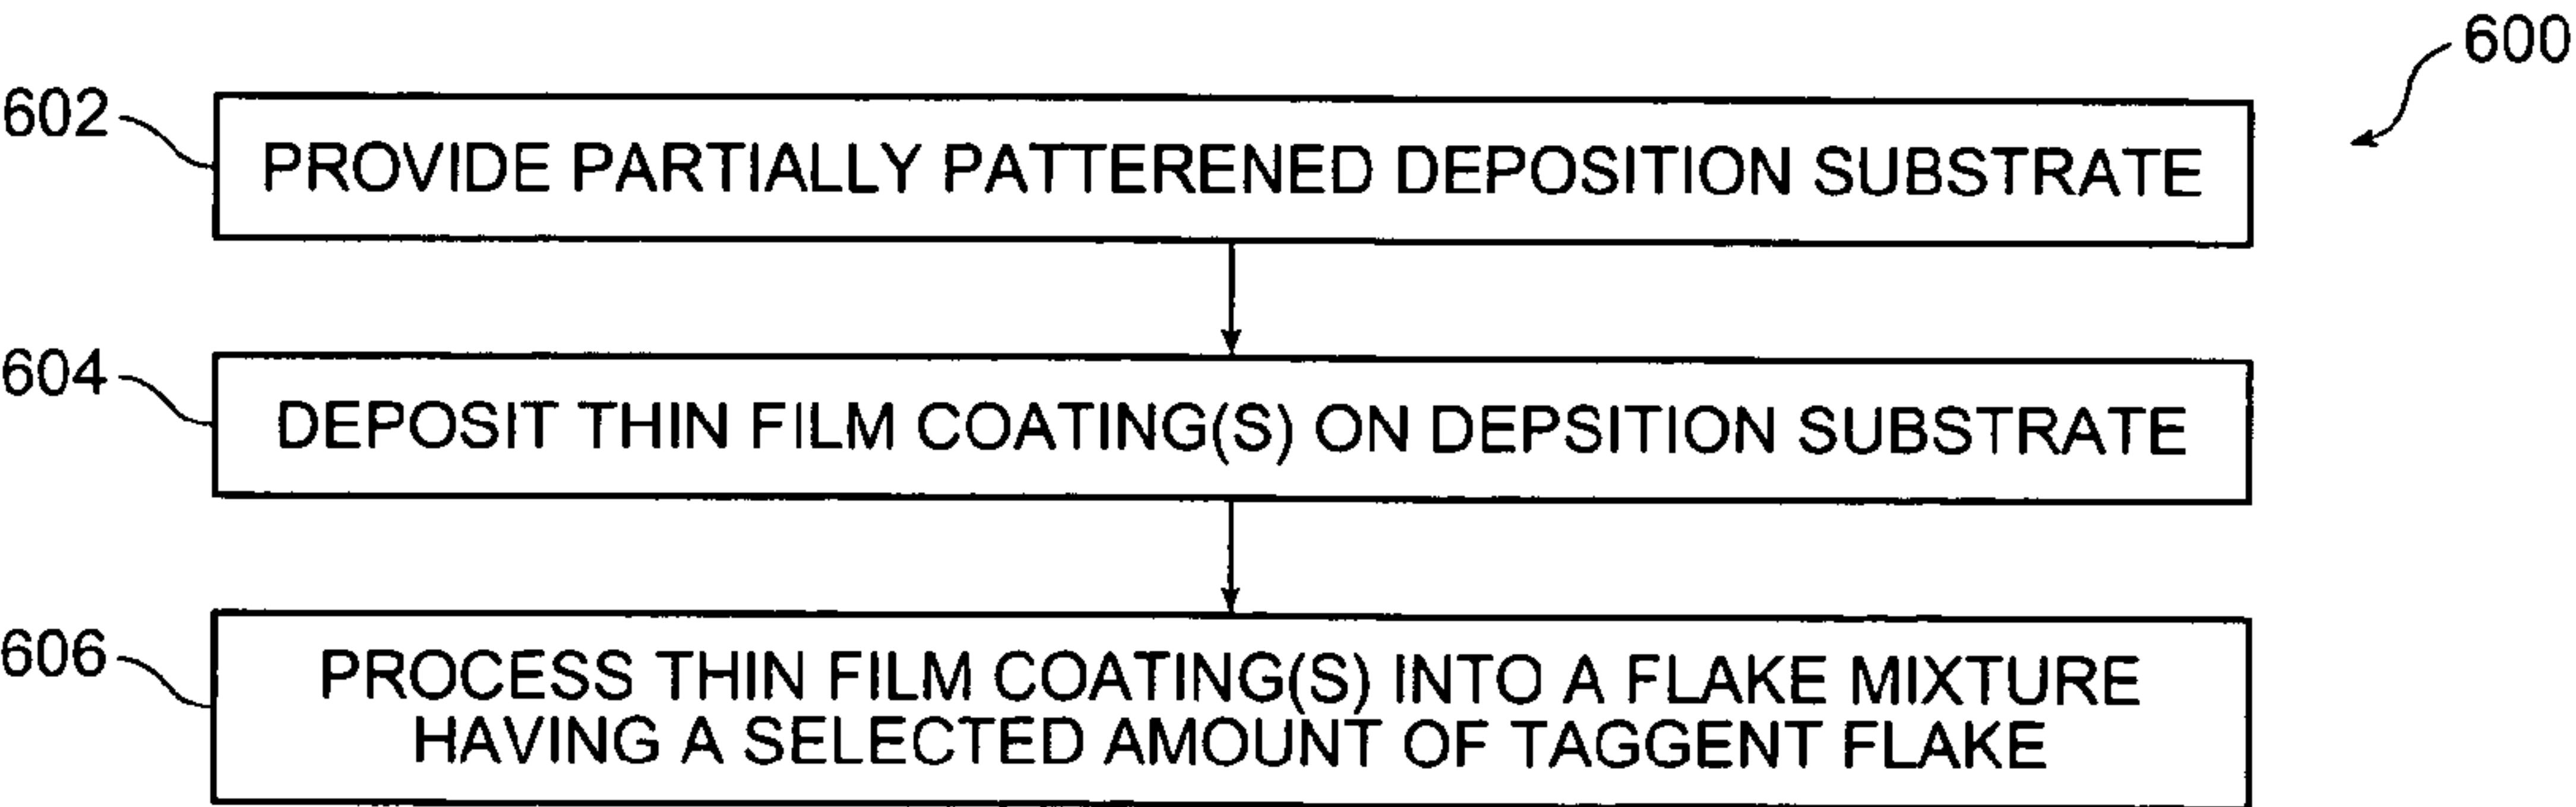 600
602
PROVIDE PARTIALLY PATTERENED DEPOSITION SUBSTRATE
604
DEPOSIT THIN FILM COATING(S) ON DEPSITION SUBSTRATE
606
PROCESS THIN FILM COATING(S) INTO A FLAKE MIXTURE
HAVING A SELECTED AMOUNT OF TAGGENT FLAKE